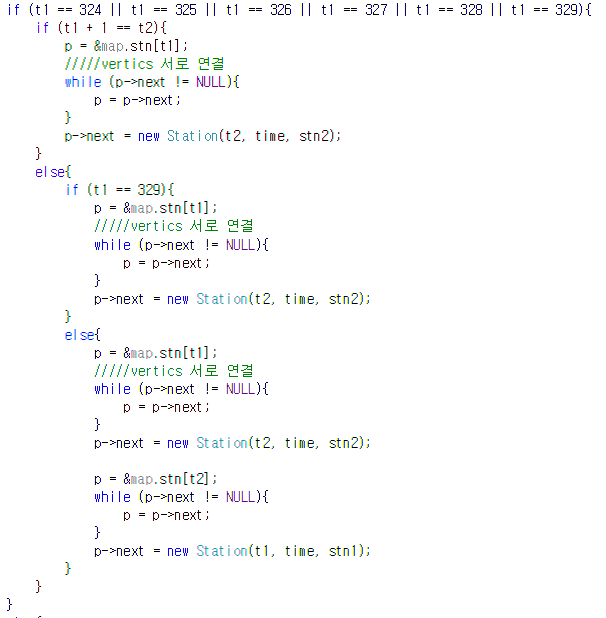 if (t1 == 324 || t1 == 325 || t1 == 326 || t1 == 327 || t1 == 328 || t1 == 329){
if (t1 + 1 == t2){
p = &map.stn[t1];
/////vertics 서로 연결
while (p->next != NULL){
p = p->next;
}
p->next = new Station(t2, time, stn2);
}
else{
if (t1 == 329){
p = &map.stn[t1];
/////vertics 서로 연결
while (p->next != NULL){
p = p->next;
}
p->next = new Station(t2, time, stn2);
}
else{
p = &map.stn[t1];
/////vertics 서로 연결
while (p->next != NULL){
p = p->next;
}
p->next = new Station(t2, time, stn2);
p = &map.stn[t2];
while (p->next != NULL){
p = p->next;
}
p->next = new Station(t1, time, stn1);
}
}
}